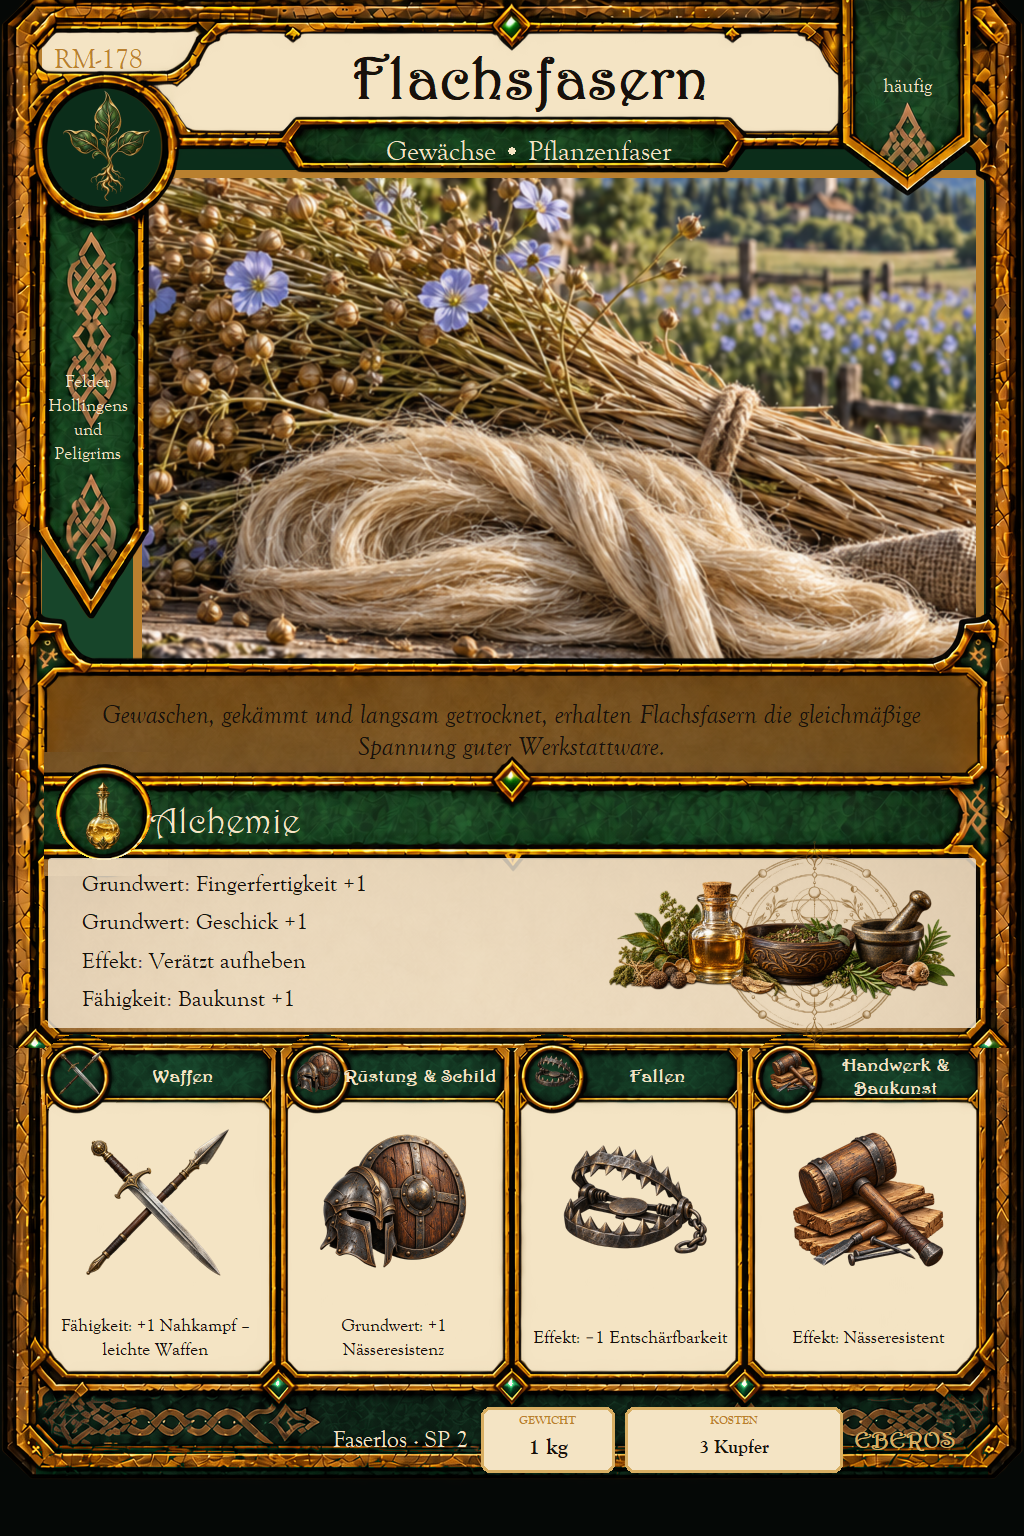 RM-178
Flachsfasern
häufig
Gewächse • Pflanzenfaser
Felder
Hollingens
und
Peligrims
Gewaschen, gekämmt und langsam getrocknet, erhalten Flachsfasern die gleichmäßige
Spannung guter Werkstattware.
Alchemie
Grundwert: Fingerfertigkeit +1
Grundwert: Geschick +1
Effekt: Verätzt aufheben
Fähigkeit: Baukunst +1
Waffen
Fähigkeit: +1 Nahkampf –
leichte Waffen
Rüstung & Schild
Grundwert: +1
Nässeresistenz
Fallen
Effekt: −1 Entschärfbarkeit
Handwerk &
Baukunst
Effekt: Nässeresistent
Faserlos · SP 2
GEWICHT
1 kg
KOSTEN
3 Kupfer
EBEROS